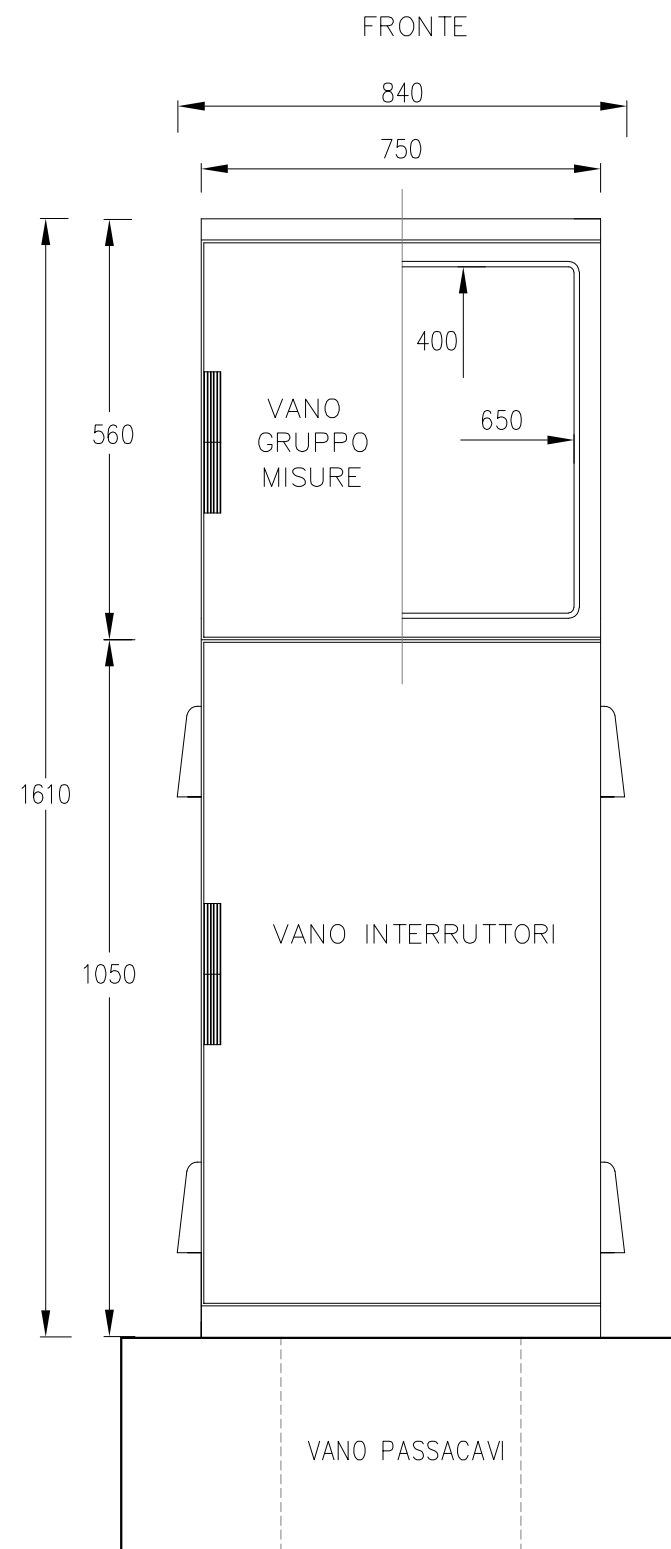 FRONTE
840
750
400
560
650
VANO
GRUPPO
MISURE
1610
1050
VANO INTERRUTTORI
VANO PASSACAVI